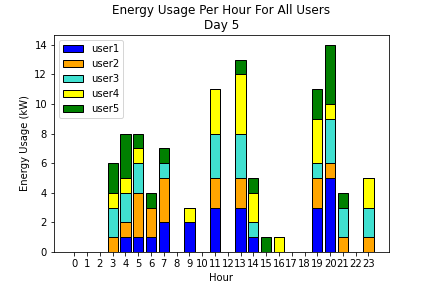 Energy Usage Per Hour For All Users
Day 5
user1
user2
user3
user4
user5
14
12
10
8
6
4
2
0
Energy Usage (kW)
0 1 2 3 4 5 6 7 8 9 10 11 12 13 14 15 16 17 18 19 20 21 22 23
Hour